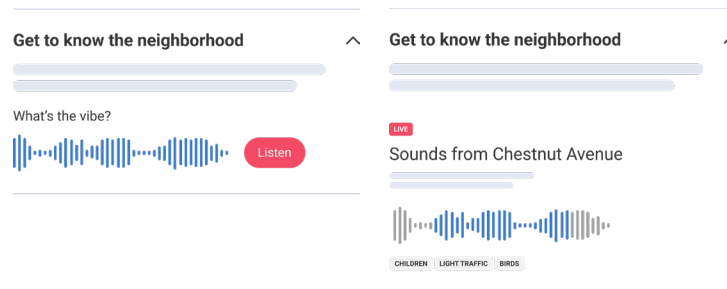 Get to know the neighborhood
What's the vibe?
Listen
Get to know the neighborhood
LIVE
Sounds from Chestnut Avenue
CHILDREN LIGHT TRAFFIC BIRDS